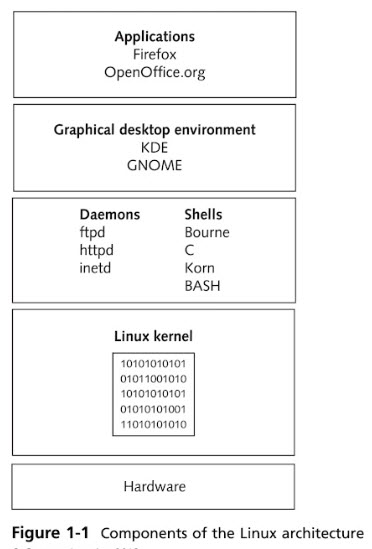 Applications
Firefox
OpenOffice.org
Graphical desktop environment
KDE
GNOME
Daemons Shells
ftpd Bourne
httpd C
inetd Korn
BASH
Linux kernel
10101010101
01011001010
10101010101
01010101001
11010101010
Hardware
Figure 1-1 Components of the Linux architecture